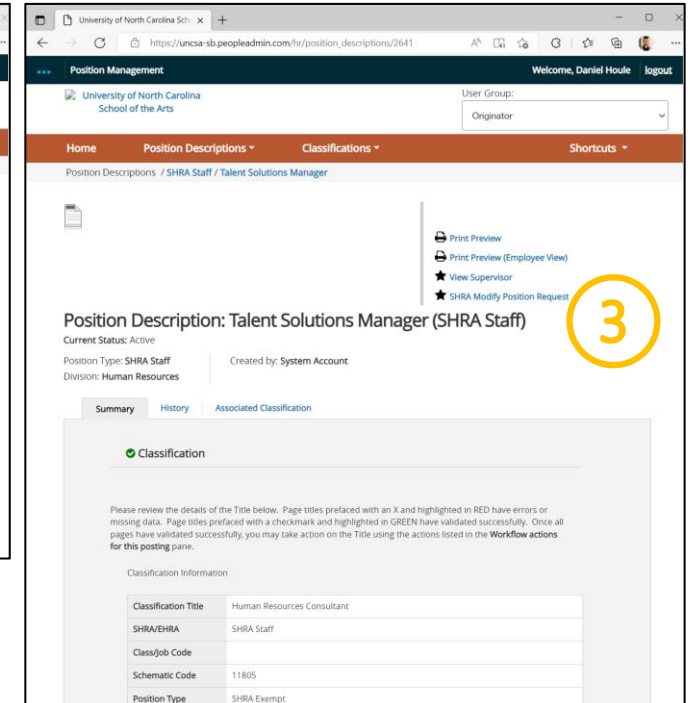 University of North Carolina Sch
https://uncsa-sb.peopleadmin.com/hr/position_descriptions/2641
Position Management
Welcome, Daniel Houle logout
University of North Carolina
School of the Arts
User Group:
Originator
Home Position Descriptions Classifications Shortcuts
Position Descriptions / SHRA Staff / Talent Solutions Manager
Print Preview
Print Preview (Employee View)
View Supervisor
SHRA Modify Position Request
3
Position Description: Talent Solutions Manager (SHRA Staff)
Current Status: Active
Position Type: SHRA Staff Created by: System Account
Division: Human Resources
Summary History Associated Classification
Classification
Please review the details of the Title below. Page titles prefaced with an X and highlighted in RED have errors or
missing data. Page titles prefaced with a checkmark and highlighted in GREEN have validated successfully. Once all
pages have validated successfully, you may take action on the Title using the actions listed in the Workflow actions
for this posting pane.
Classification Information
Classification Title Human Resources Consultant
SHRA/EHRA SHRA Staff
Class/Job Code
Schematic Code 11805
Position Type SHRA Exempt